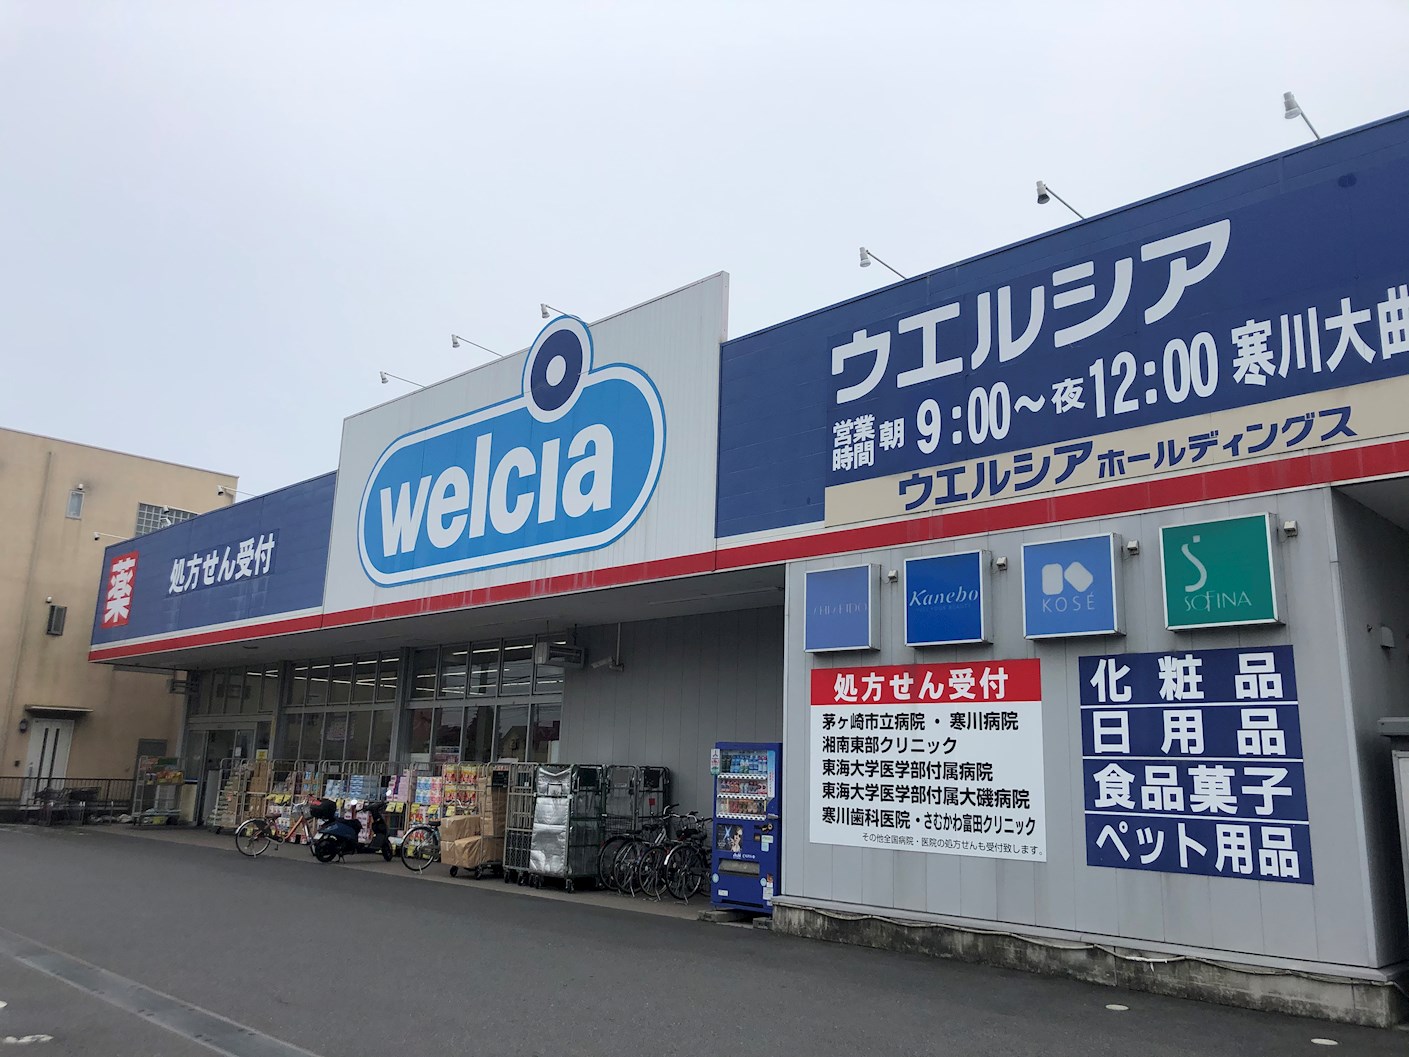 薬
処方せん受付
welcia
ウエルシア
営業時間 朝9:00～夜12:00 寒川大曲
ウエルシアホールディングス
SHISEIDO
Kanebo
KOSÉ
SOFINA
処方せん受付
茅ヶ崎市立病院・寒川病院
湘南東部クリニック
東海大学医学部付属病院
東海大学医学部付属大磯病院
寒川歯科医院・さむかわ富田クリニック
その他全国病院・医院の処方せんも受付致します。
化粧品
日用品
食品菓子
ペット用品